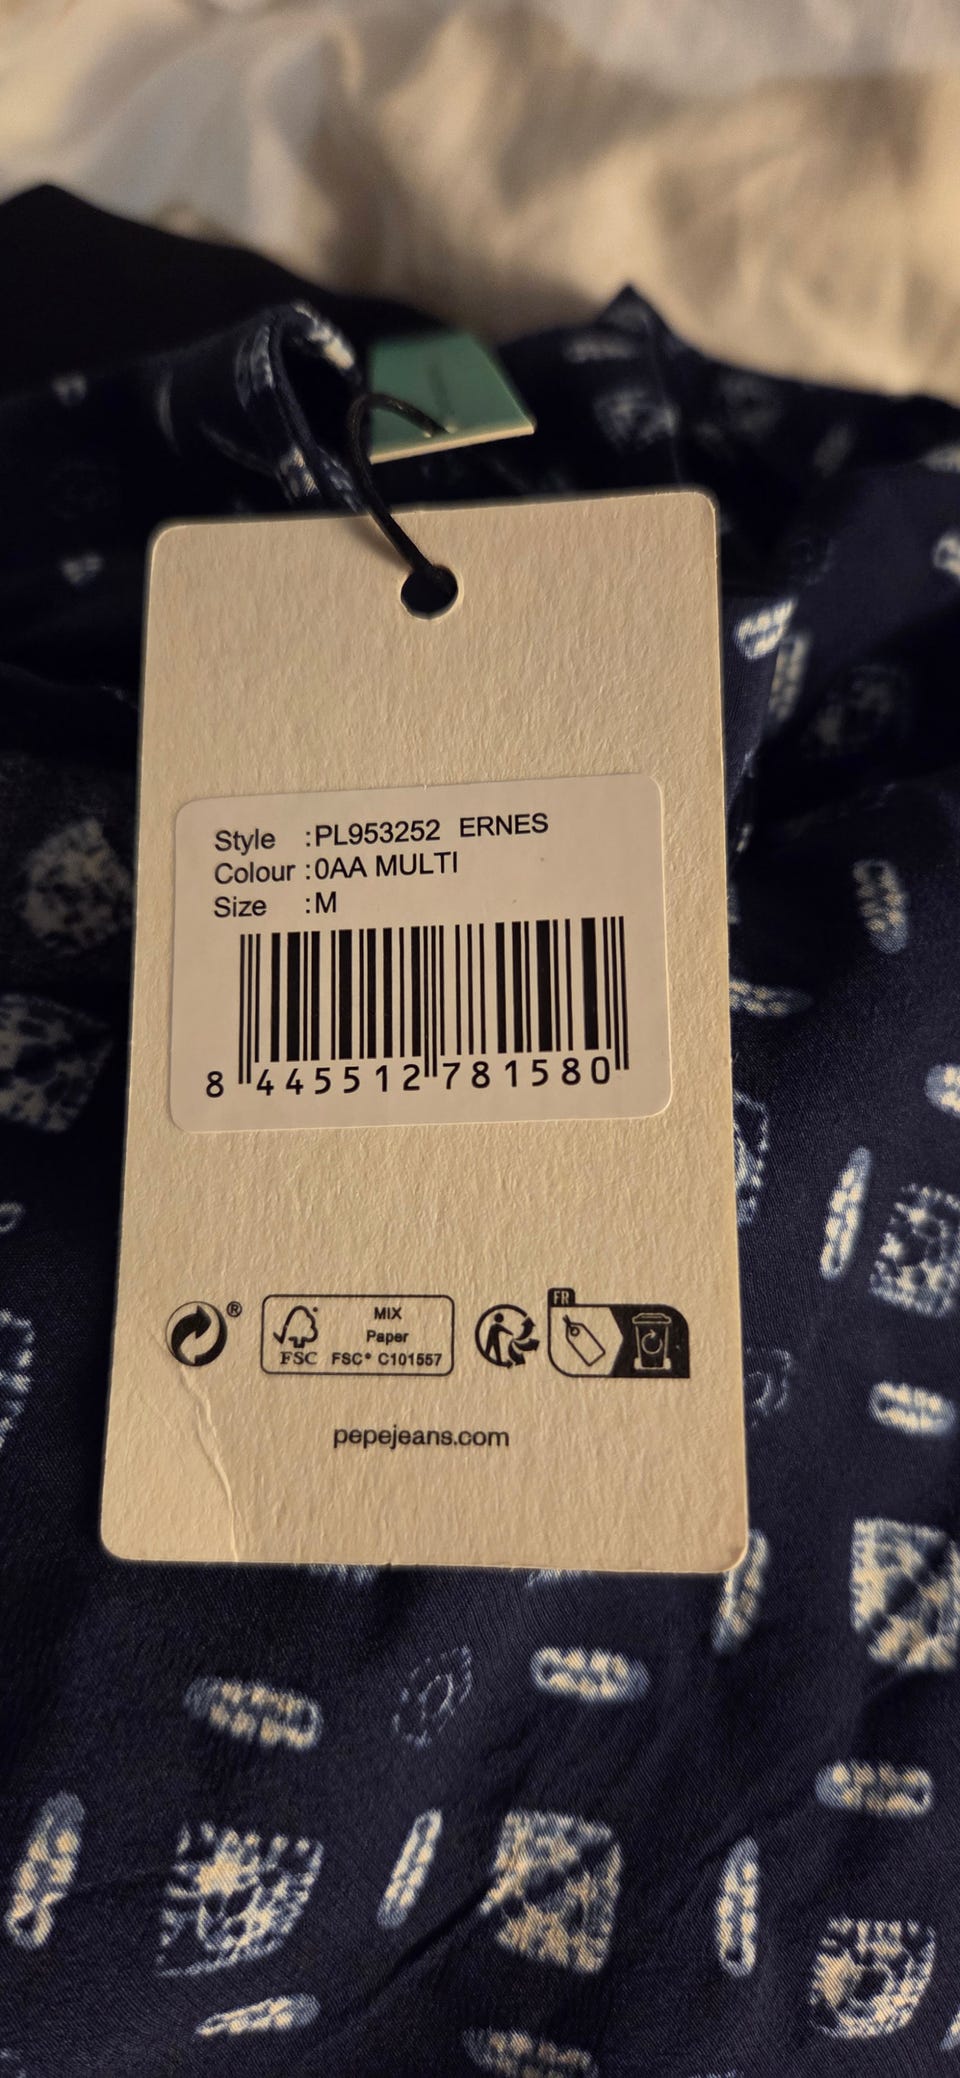 Style :PL953252 ERNES
Colour :0AA MULTI
Size :M
8 445512 781580
®
MIX
Paper
FSC FSC® C101557
FR
pepejeans.com